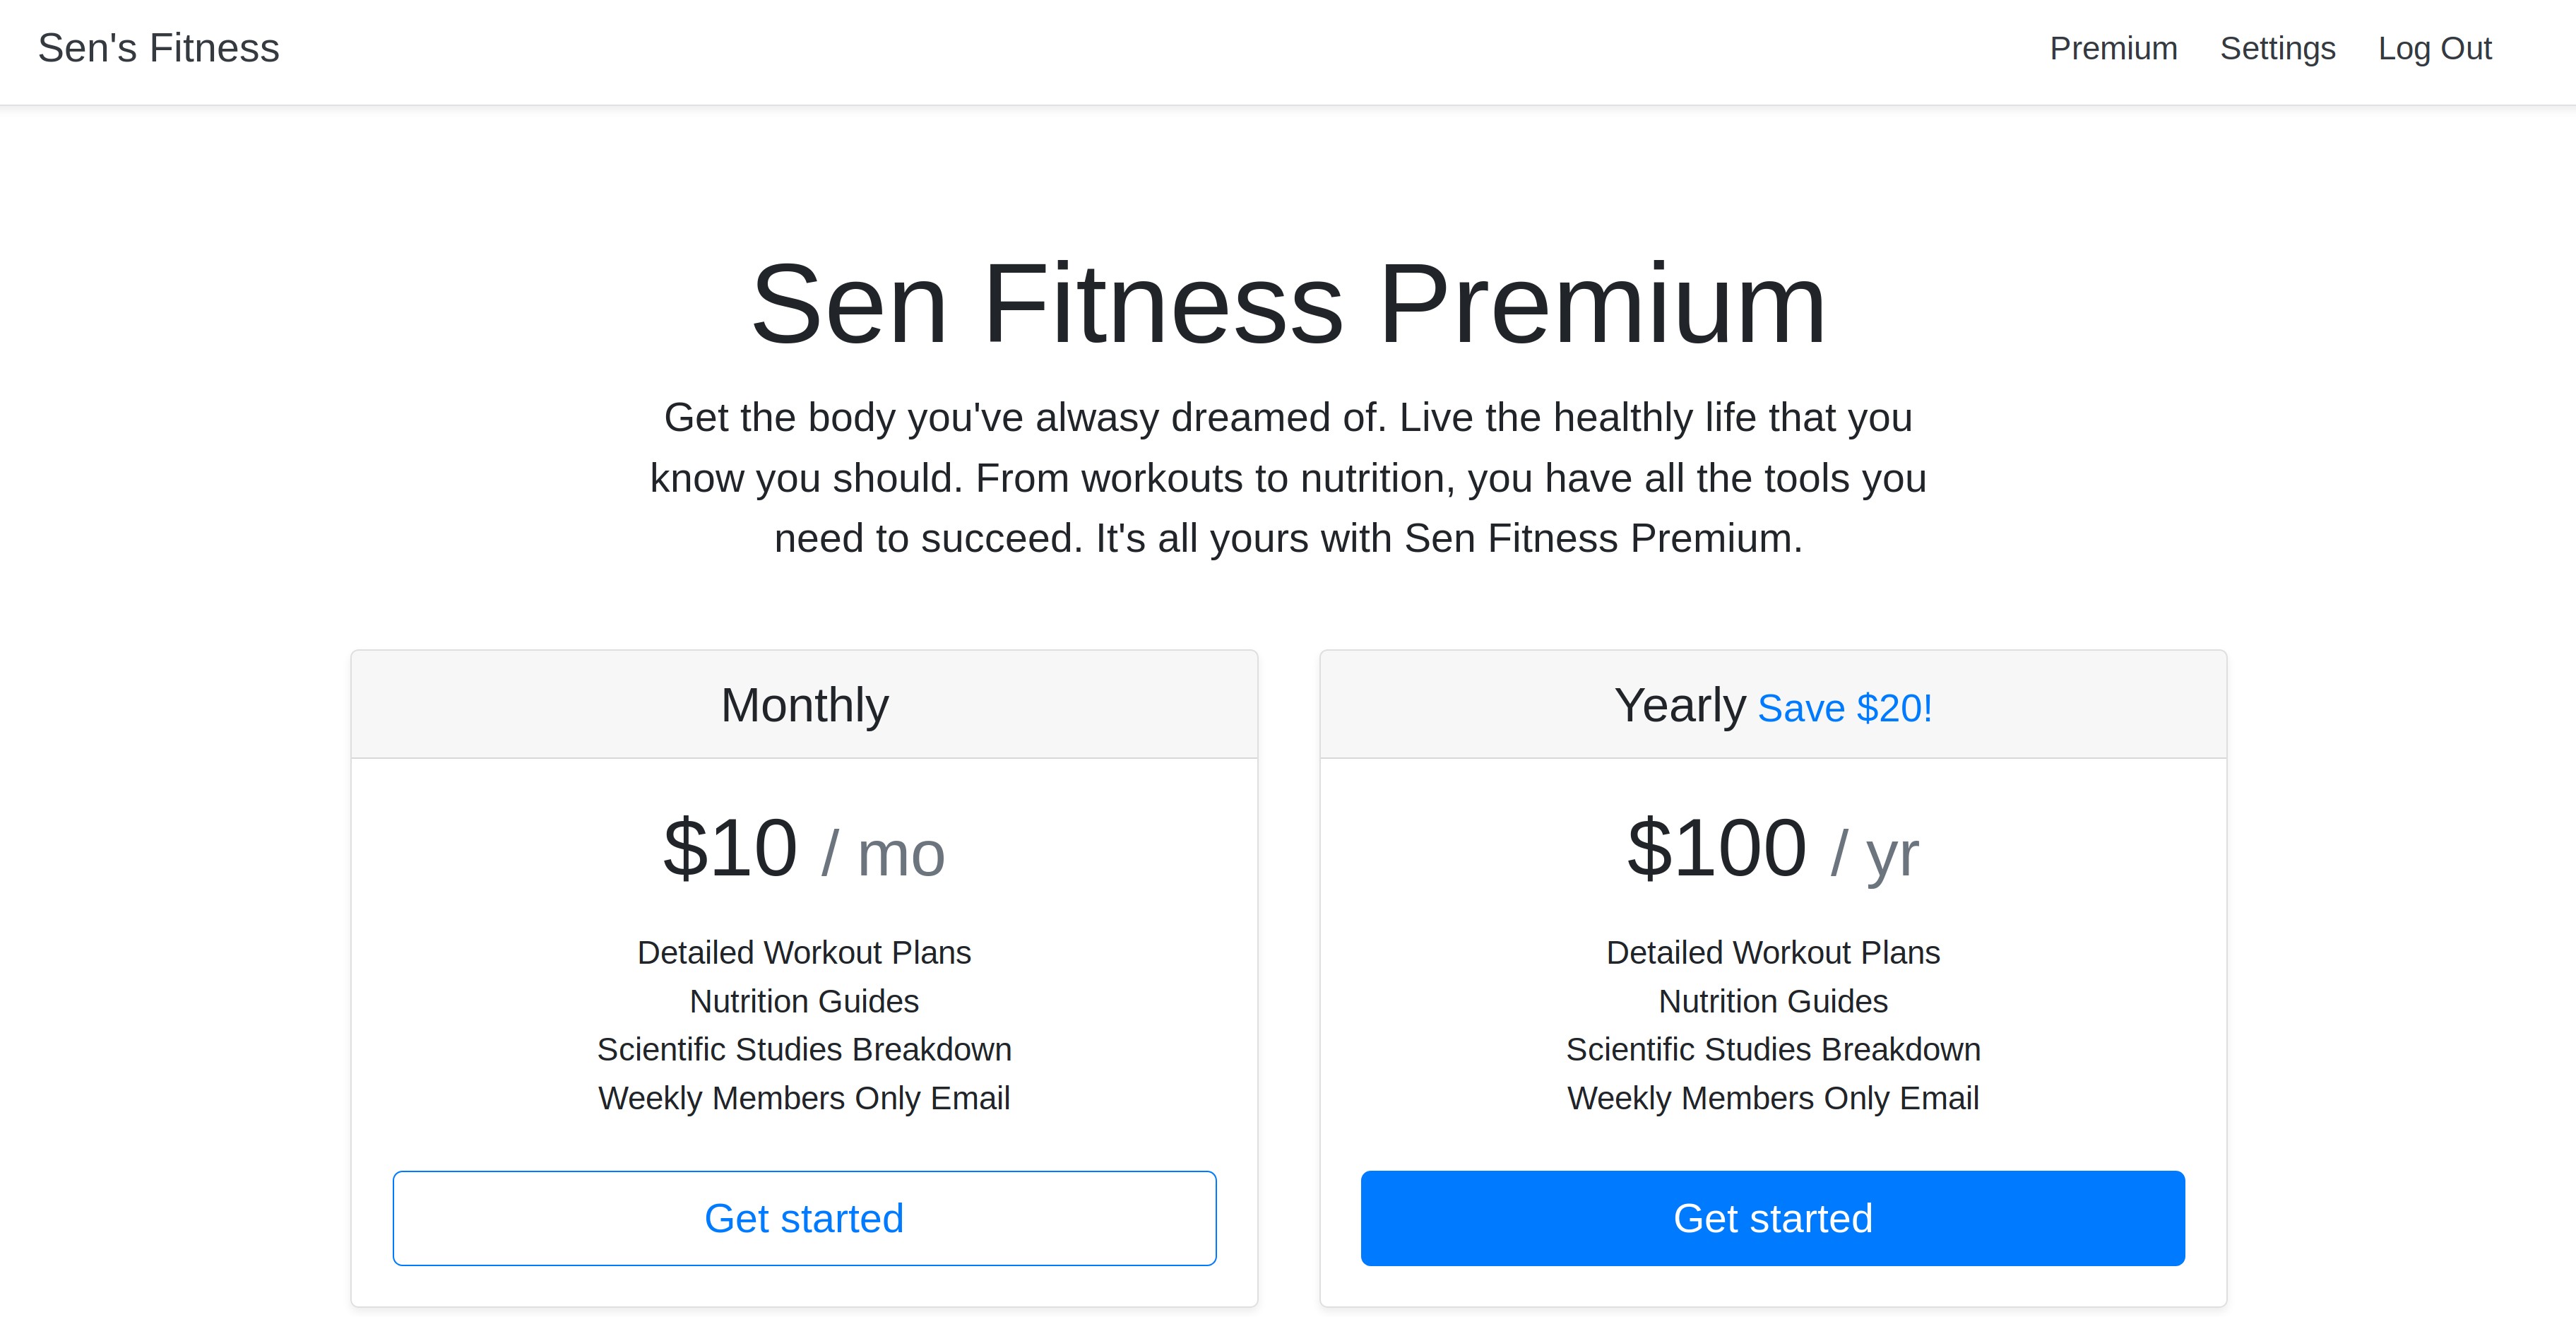 Sen's Fitness
Premium Settings Log Out
Sen Fitness Premium
Get the body you've alwasy dreamed of. Live the healthly life that you
know you should. From workouts to nutrition, you have all the tools you
need to succeed. It's all yours with Sen Fitness Premium.
Monthly
$10 / mo
Detailed Workout Plans
Nutrition Guides
Scientific Studies Breakdown
Weekly Members Only Email
Get started
Yearly Save $20!
$100 / yr
Detailed Workout Plans
Nutrition Guides
Scientific Studies Breakdown
Weekly Members Only Email
Get started